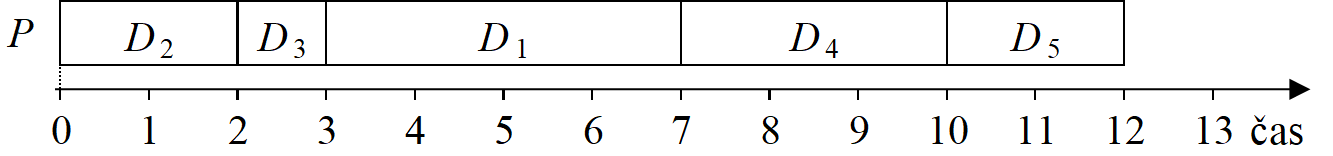 P D₂ D₃ D₁ D₄ D₅
0 1 2 3 4 5 6 7 8 9 10 11 12 13 čas